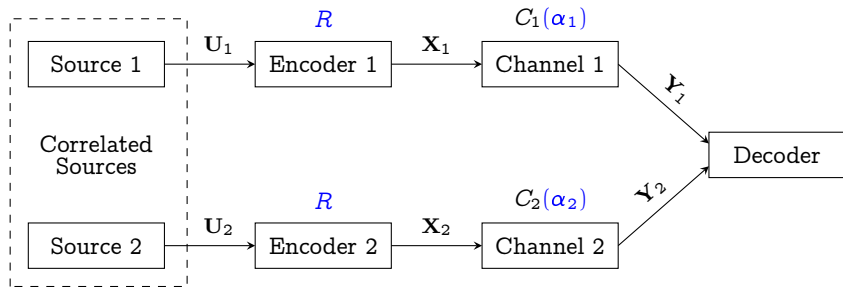 R
C₁(α₁)
Source 1
U₁
Encoder 1
X₁
Channel 1
Y₁
Correlated
Sources
Decoder
R
C₂(α₂)
Source 2
U₂
Encoder 2
X₂
Channel 2
Y₂